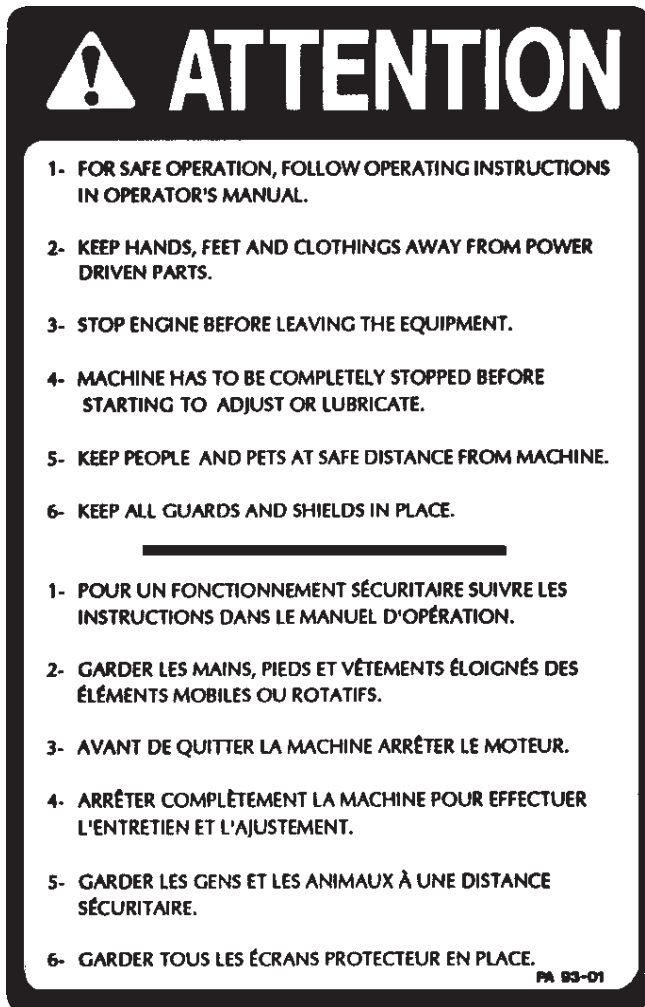 ATTENTION
1- FOR SAFE OPERATION, FOLLOW OPERATING INSTRUCTIONS
IN OPERATOR'S MANUAL.
2- KEEP HANDS, FEET AND CLOTHINGS AWAY FROM POWER
DRIVEN PARTS.
3- STOP ENGINE BEFORE LEAVING THE EQUIPMENT.
4- MACHINE HAS TO BE COMPLETELY STOPPED BEFORE
STARTING TO ADJUST OR LUBRICATE.
5- KEEP PEOPLE AND PETS AT SAFE DISTANCE FROM MACHINE.
6- KEEP ALL GUARDS AND SHIELDS IN PLACE.
1- POUR UN FONCTIONNEMENT SÉCURITAIRE SUIVRE LES
INSTRUCTIONS DANS LE MANUEL D'OPÉRATION.
2- GARDER LES MAINS, PIEDS ET VÊTEMENTS ÉLOIGNÉS DES
ÉLÉMENTS MOBILES OU ROTATIFS.
3- AVANT DE QUITTER LA MACHINE ARRÊTER LE MOTEUR.
4- ARRÊTER COMPLÈTEMENT LA MACHINE POUR EFFECTUER
L'ENTRETIEN ET L'AJUSTEMENT.
5- GARDER LES GENS ET LES ANIMAUX À UNE DISTANCE
SÉCURITAIRE.
6- GARDER TOUS LES ÉCRANS PROTECTEUR EN PLACE.
PA 93-01